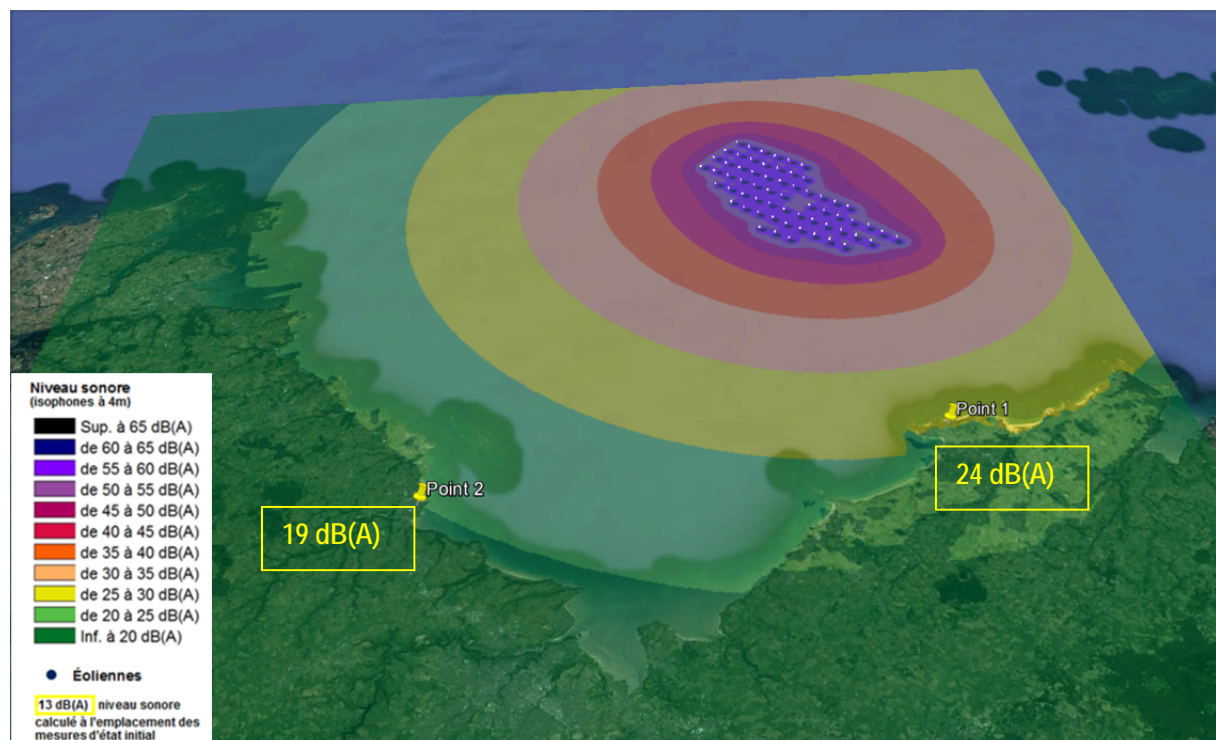 Point 1
24 dB(A)
Point 2
19 dB(A)
Niveau sonore
(isophones à 4m)
Sup. à 65 dB(A)
de 60 à 65 dB(A)
de 55 à 60 dB(A)
de 50 à 55 dB(A)
de 45 à 50 dB(A)
de 40 à 45 dB(A)
de 35 à 40 dB(A)
de 30 à 35 dB(A)
de 25 à 30 dB(A)
de 20 à 25 dB(A)
Inf. à 20 dB(A)
Éoliennes
13 dB(A) niveau sonore
calculé à l'emplacement des
mesures d'état initial